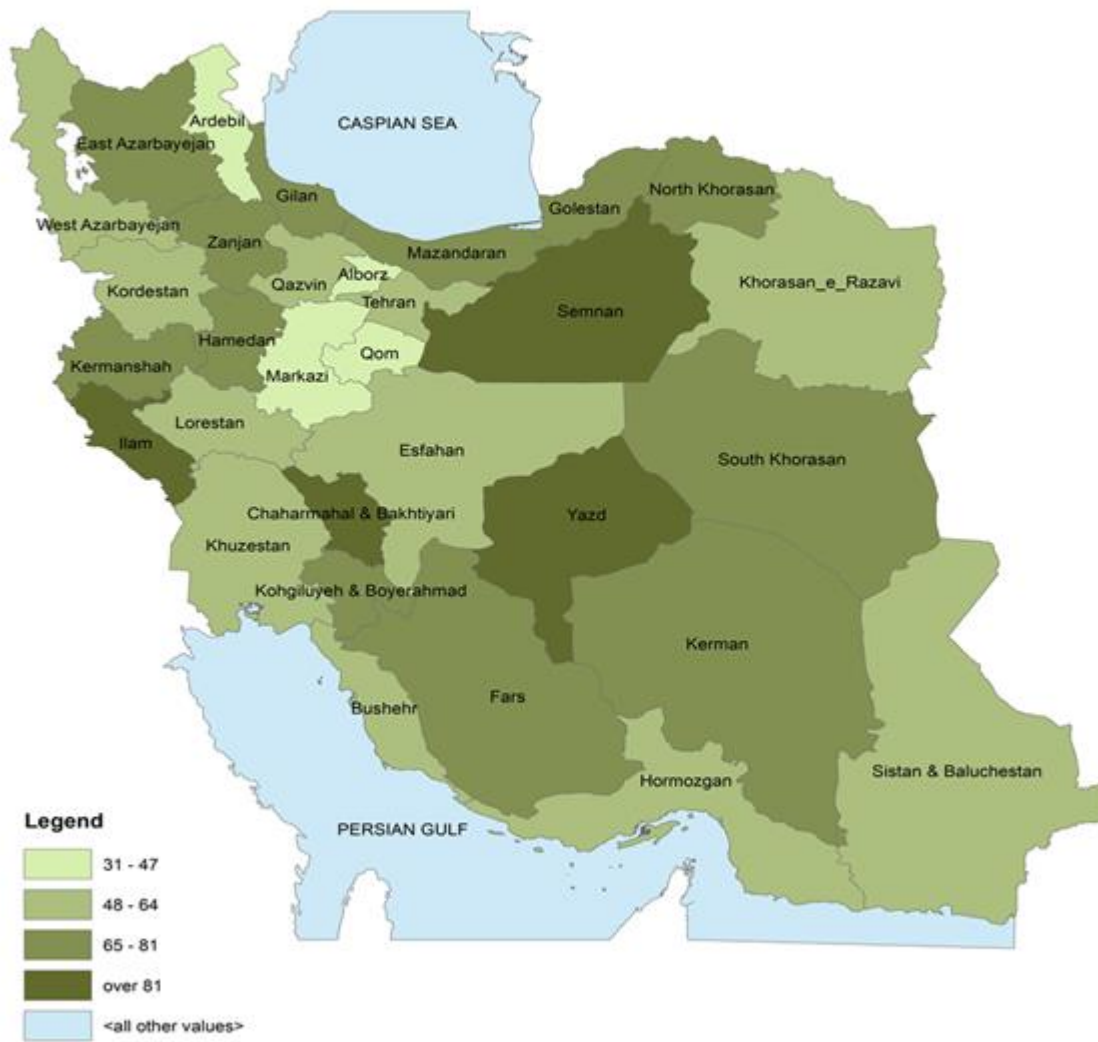 CASPIAN SEA
Ardebil
East Azarbayejan
Gilan
North Khorasan
Golestan
West Azarbayejan
Zanjan
Mazandaran
Qazvin
Alborz
Khorasan_e_Razavi
Kordestan
Tehran
Semnan
Hamedan
Qom
Kermanshah
Markazi
Lorestan
Ilam
Esfahan
South Khorasan
Chaharmahal & Bakhtiyari
Yazd
Khuzestan
Kohgiluyeh & Boyerahmad
Kerman
Fars
Bushehr
Hormozgan
Sistan & Baluchestan
PERSIAN GULF
Legend
31 - 47
48 - 64
65 - 81
over 81
<all other values>